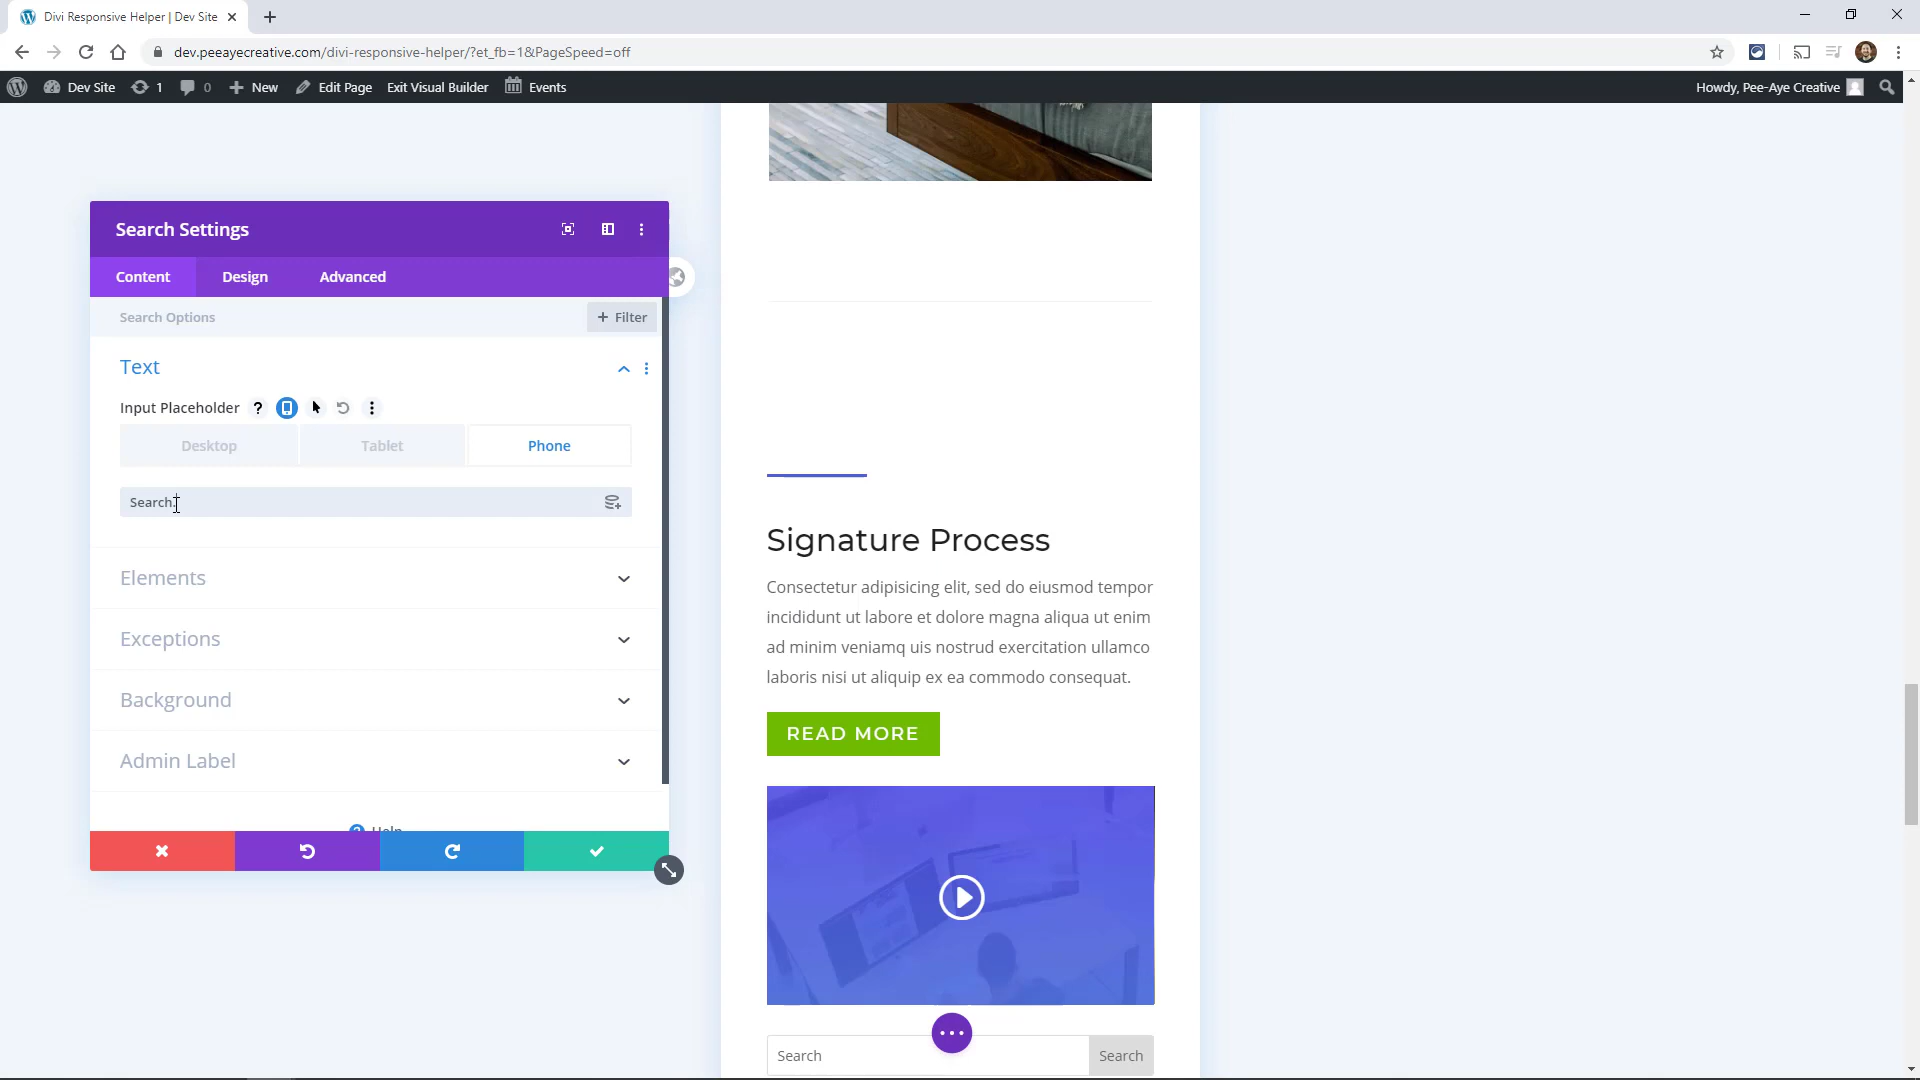 Divi Responsive Helper | Dev Site
dev.peeayecreative.com/divi-responsive-helper/?et_fb=1&PageSpeed=off
Dev Site 1 0 New Edit Page Exit Visual Builder Events Howdy, Pee-Aye Creative
Search Settings
Content Design Advanced
Search Options + Filter
Text
Input Placeholder ?
Desktop Tablet Phone
Search
Elements
Exceptions
Background
Admin Label
? Help
Signature Process
Consectetur adipisicing elit, sed do eiusmod tempor
incididunt ut labore et dolore magna aliqua ut enim
ad minim veniamq uis nostrud exercitation ullamco
laboris nisi ut aliquip ex ea commodo consequat.
READ MORE
Search Search